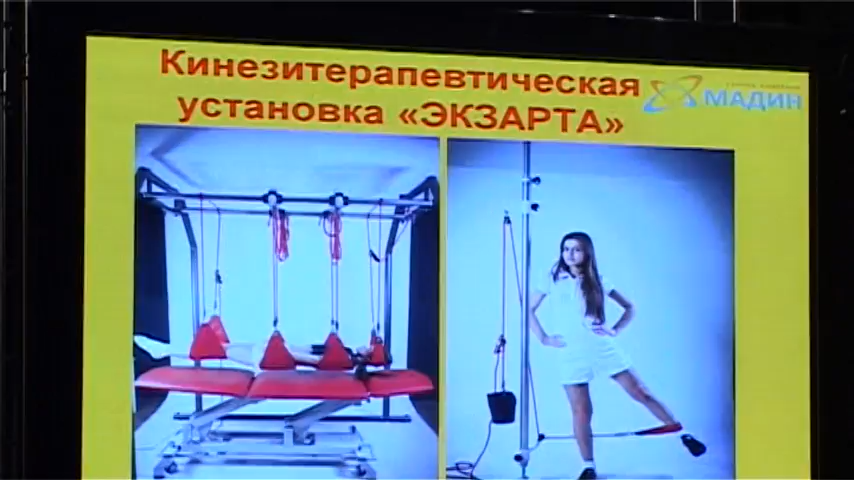 Кинезитерапевтическая
установка «ЭКЗАРТА»
МАДИН